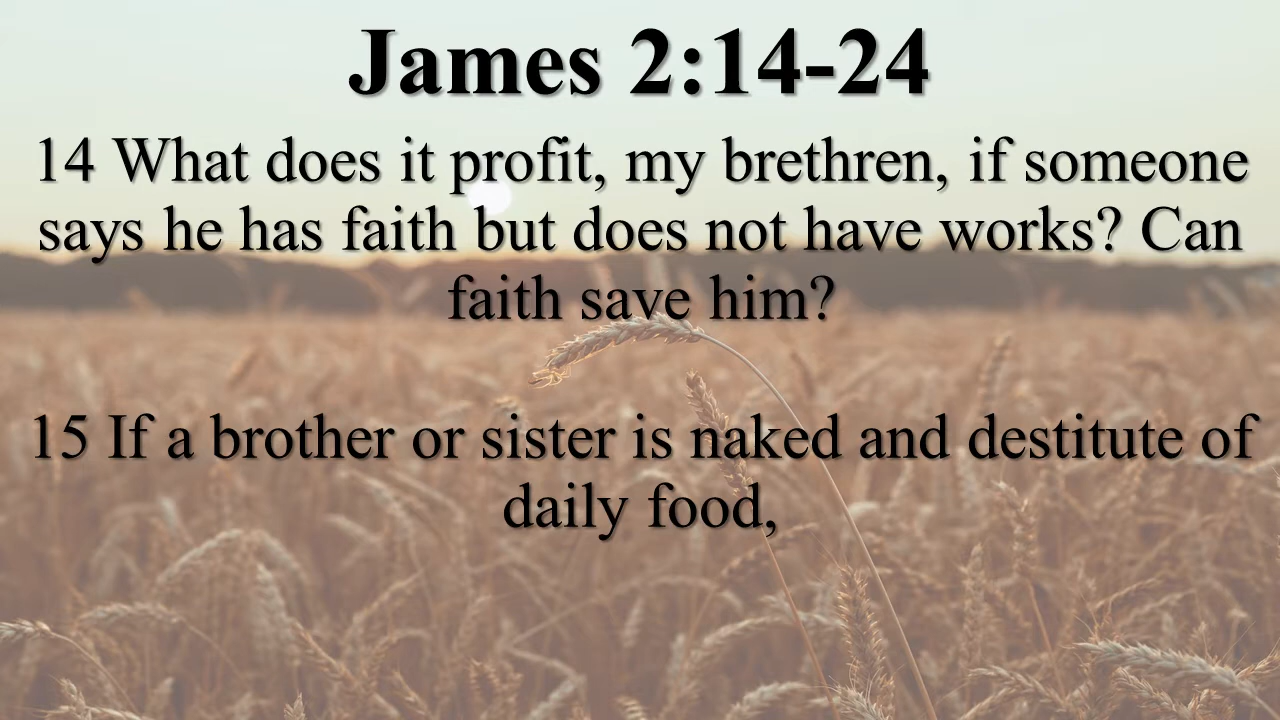 James 2:14-24
14 What does it profit, my brethren, if someone
says he has faith but does not have works? Can
faith save him?
15 If a brother or sister is naked and destitute of
daily food,